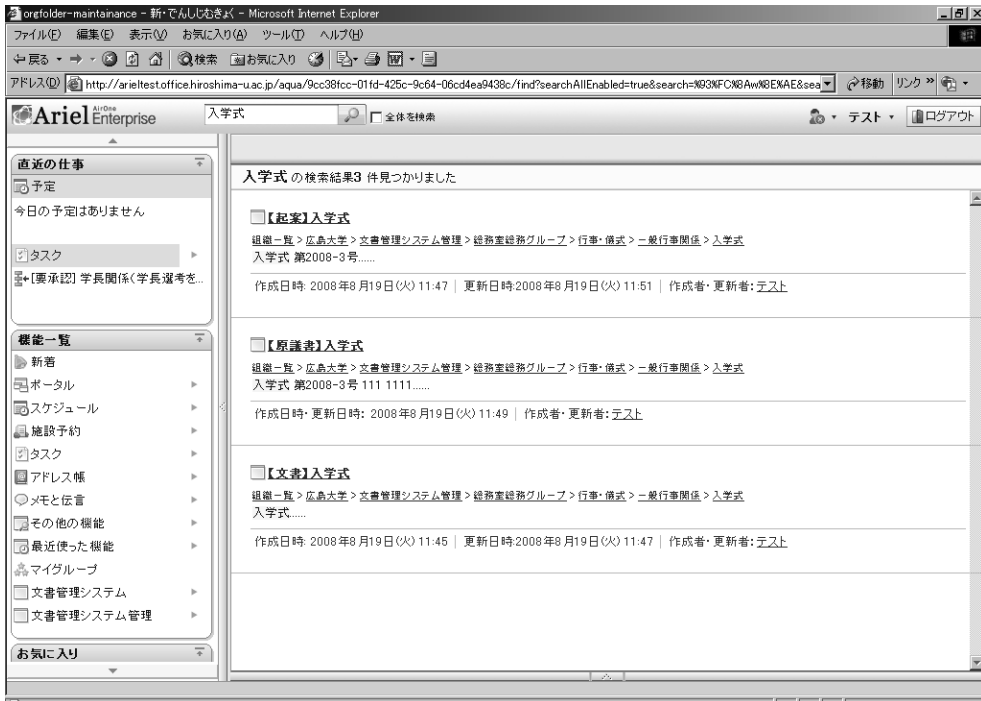 orgfolder-maintainance - 新・でんしじむきょく - Microsoft Internet Explorer
ファイル(F) 編集(E) 表示(V) お気に入り(A) ツール(T) ヘルプ(H)
戻る 検索 お気に入り
アドレス(D) http://arieltest.office.hiroshima-u.ac.jp/aqua/9cc38fcc-01fd-425c-9c64-06cd4ea9438c/find?searchAllEnabled=true&search=%93%FC%8Aw%8E%AE&sea 移動 リンク »
Ariel AirOne Enterprise 入学式 全体を検索 テスト ログアウト
直近の仕事
予定
今日の予定はありません
タスク
[要承認] 学長関係(学長選考を...
機能一覧
新着
ポータル
スケジュール
施設予約
タスク
アドレス帳
メモと伝言
その他の機能
最近使った機能
マイグループ
文書管理システム
文書管理システム管理
お気に入り
入学式 の検索結果3 件見つかりました
【起案】入学式
組織一覧 > 広島大学 > 文書管理システム管理 > 総務室総務グループ > 行事・儀式 > 一般行事関係 > 入学式
入学式 第2008-3号......
作成日時: 2008年8月19日(火) 11:47 | 更新日時:2008年8月19日(火) 11:51 | 作成者・更新者: テスト
【原議書】入学式
組織一覧 > 広島大学 > 文書管理システム管理 > 総務室総務グループ > 行事・儀式 > 一般行事関係 > 入学式
入学式 第2008-3号 111 1111......
作成日時・更新日時: 2008年8月19日(火) 11:49 | 作成者・更新者: テスト
【文書】入学式
組織一覧 > 広島大学 > 文書管理システム管理 > 総務室総務グループ > 行事・儀式 > 一般行事関係 > 入学式
入学式......
作成日時: 2008年8月19日(火) 11:45 | 更新日時:2008年8月19日(火) 11:47 | 作成者・更新者: テスト